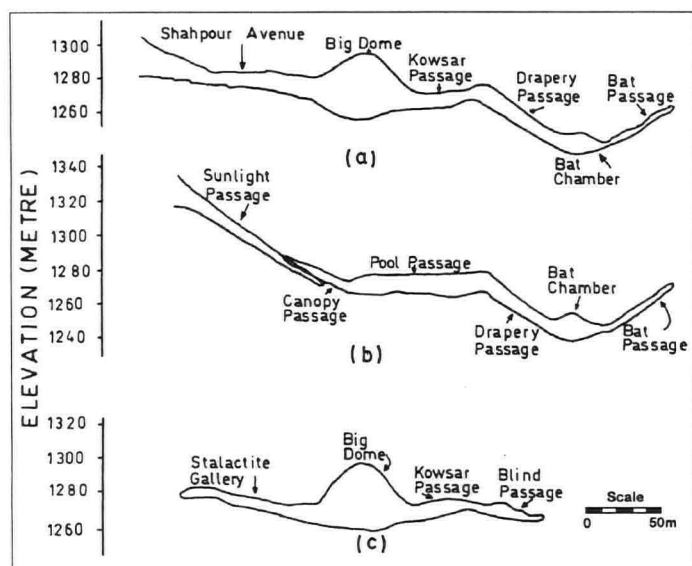 ELEVATION (METRE)
1300
1280
1260
Shahpour Avenue
Big Dome
Kowsar
Passage
Drapery
Passage
Bat
Passage
Bat
Chamber
(a)
1340
1320
1300
1280
1260
1240
Sunlight
Passage
Canopy
Passage
Pool Passage
Drapery
Passage
Bat
Chamber
Bat
Passage
(b)
1320
1300
1280
1260
Stalactite
Gallery
Big
Dome
Kowsar
Passage
Blind
Passage
(c)
Scale
0 50m